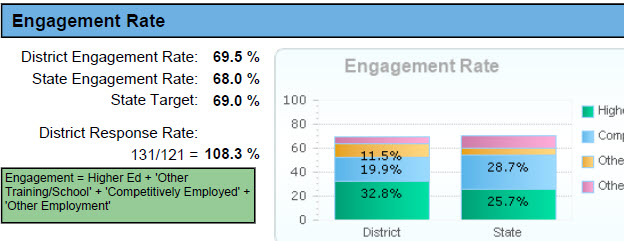 Engagement Rate
District Engagement Rate: 69.5 %
State Engagement Rate: 68.0 %
State Target: 69.0 %
District Response Rate:
131/121 = 108.3 %
Engagement = Higher Ed + 'Other
Training/School' + 'Competitively Employed' +
'Other Employment'
Engagement Rate
100
80
60
40
20
0
11.5%
19.9%
32.8%
28.7%
25.7%
District
State
Highe
Comp
Other
Other